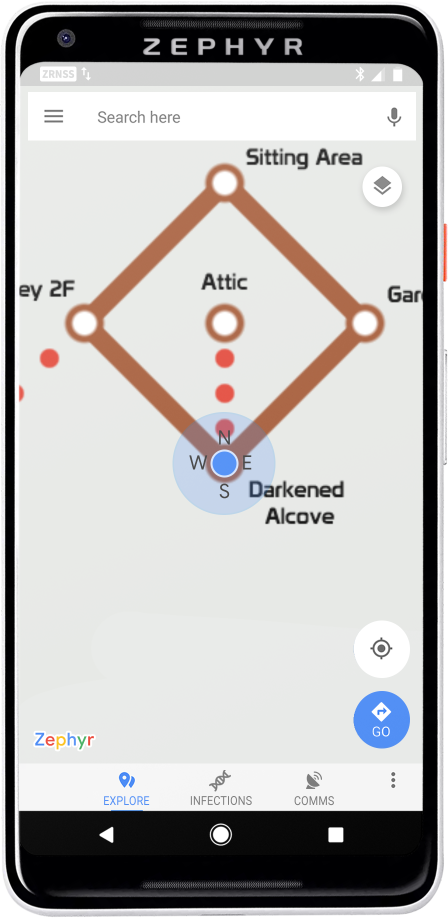 ZEPHYR
ZRNSS
Search here
Sitting Area
Attic
ey 2F
Gar
N
W E
S
Darkened
Alcove
GO
Zephyr
EXPLORE INFECTIONS COMMS